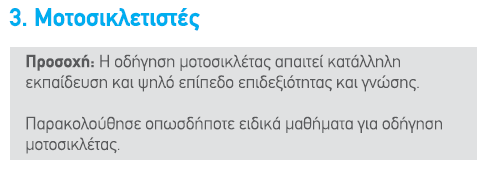 3. Μοτοσικλετιστές
Προσοχή: Η οδήγηση μοτοσικλέτας απαιτεί κατάλληλη
εκπαίδευση και ψηλό επίπεδο επιδεξιότητας και γνώσης.
Παρακολούθησε οπωσδήποτε ειδικά μαθήματα για οδήγηση
μοτοσικλέτας.